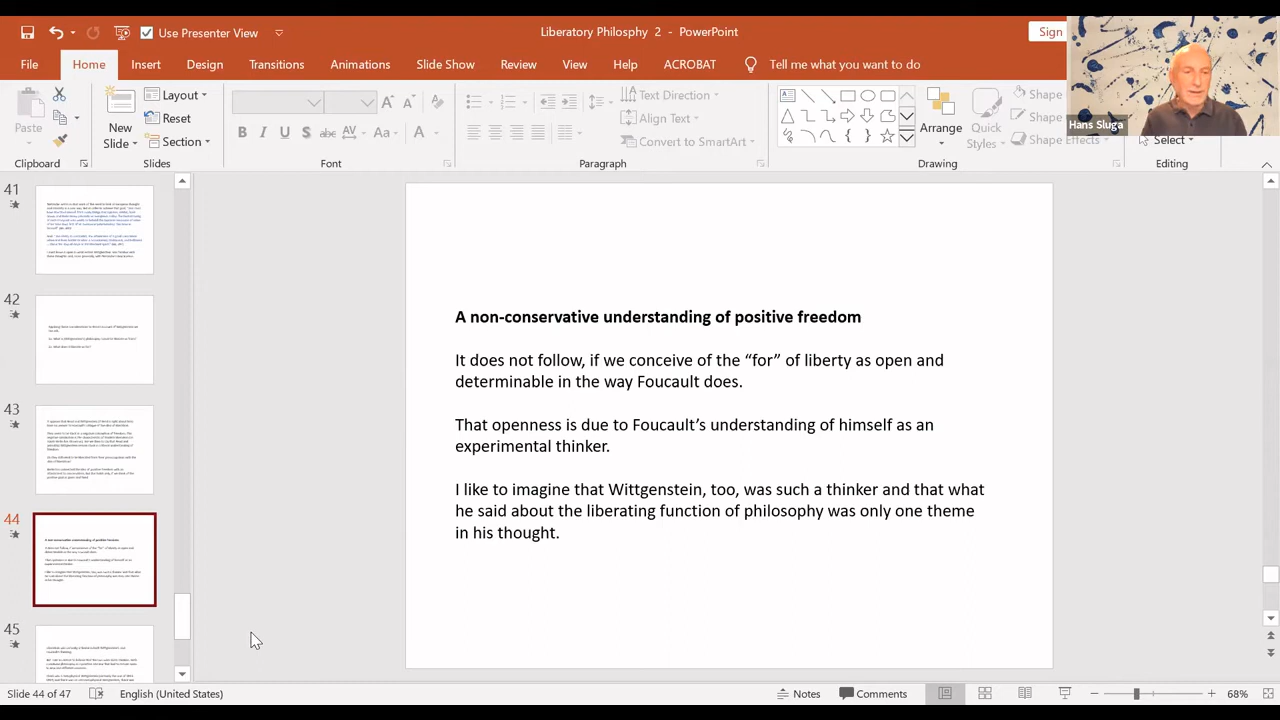 Use Presenter View
Liberatory Philosphy 2 - PowerPoint
Sign
File Home Insert Design Transitions Animations Slide Show Review View Help ACROBAT Tell me what you want to do
Paste
New
Slide
Layout
Reset
Section
B I U S abc AV Aa A
Text Direction
Align Text
Convert to SmartArt
Arrange
Quick
Styles
Shape
Shape
Shape Effects
Select
Hans Sluga
Clipboard Slides Font Paragraph Drawing Editing
41
42
43
44
45
A non-conservative understanding of positive freedom
It does not follow, if we conceive of the “for” of liberty as open and
determinable in the way Foucault does.
That openness is due to Foucault’s understanding of himself as an
experimental thinker.
I like to imagine that Wittgenstein, too, was such a thinker and that what
he said about the liberating function of philosophy was only one theme
in his thought.
Slide 44 of 47 English (United States) Notes Comments 68%